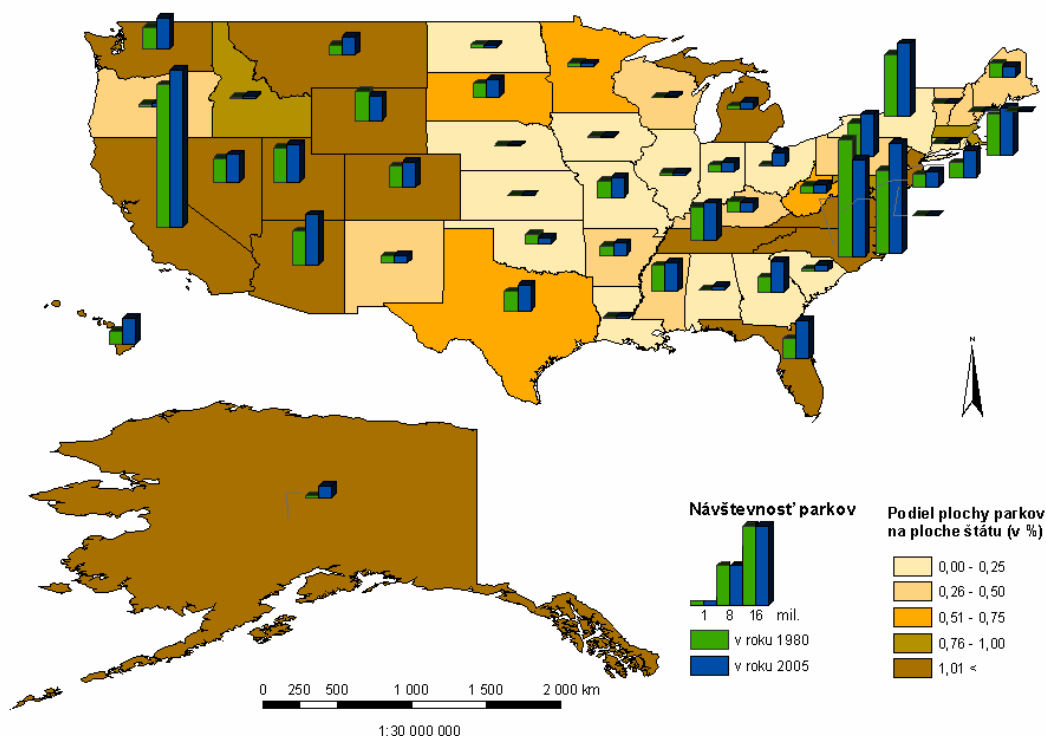 N
Návštevnosť parkov
1 8 16 mil.
v roku 1980
v roku 2005
Podiel plochy parkov
na ploche štátu (v %)
0,00 - 0,25
0,26 - 0,50
0,51 - 0,75
0,76 - 1,00
1,01 <
0 250 500 1 000 1 500 2 000 km
1:30 000 000